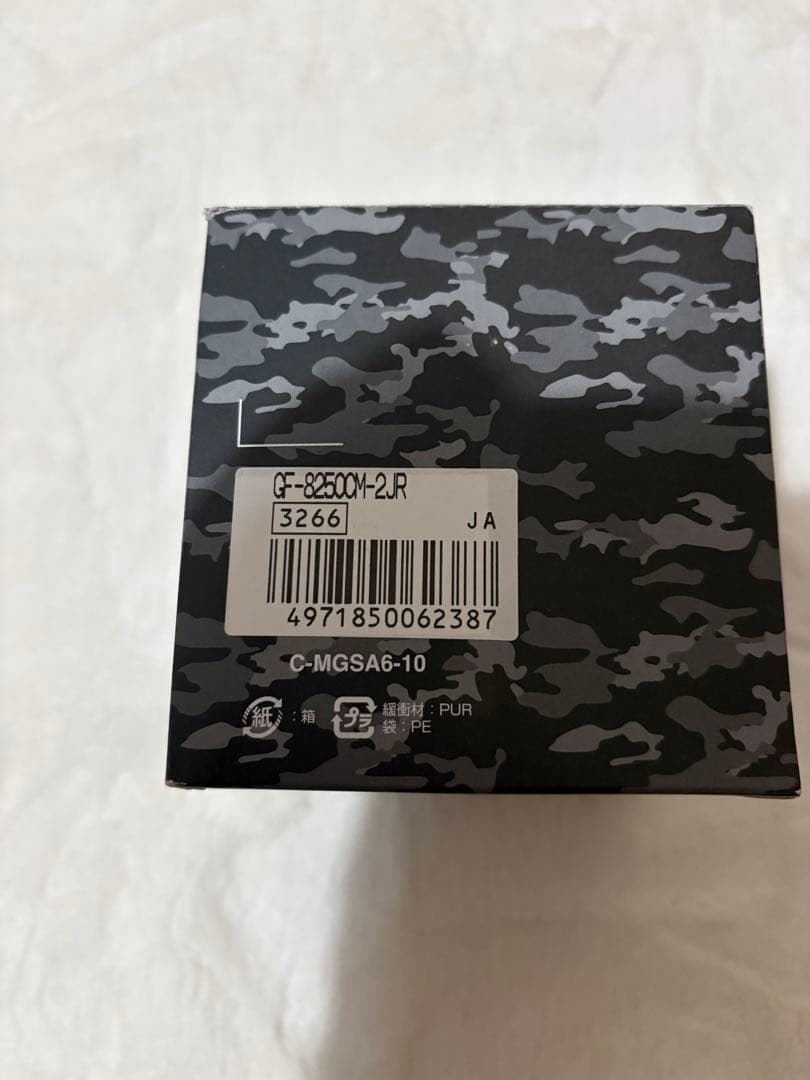 GF-8250CM-2JR
3266 JA
4971850062387
C-MGSA6-10
紙 : 箱 プラ 緩衝材 : PUR
袋 : PE